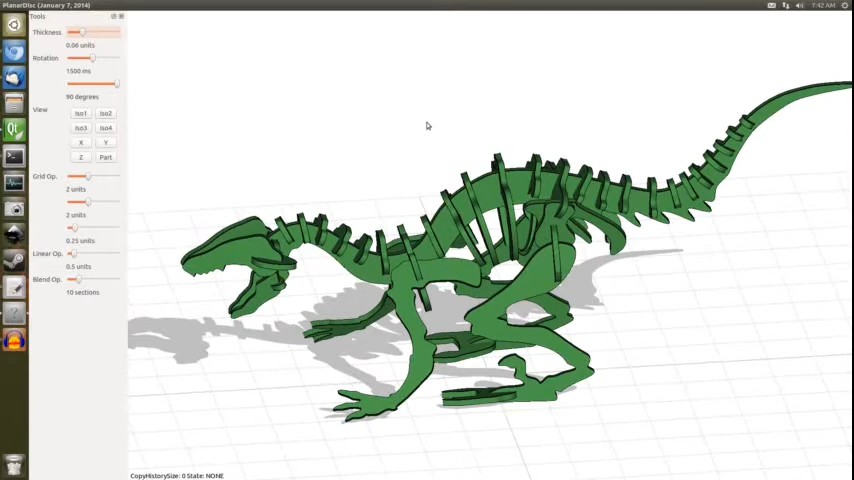 PlanarDisc (January 7, 2014)
7:42 AM
Tools
Thickness
0.06 units
Rotation
1500 ms
90 degrees
View
Iso1 Iso2
Iso3 Iso4
X Y
Z Part
Grid Op.
2 units
2 units
0.25 units
Linear Op.
0.5 units
Blend Op.
10 sections
Qt
CopyHistorySize: 0 State: NONE